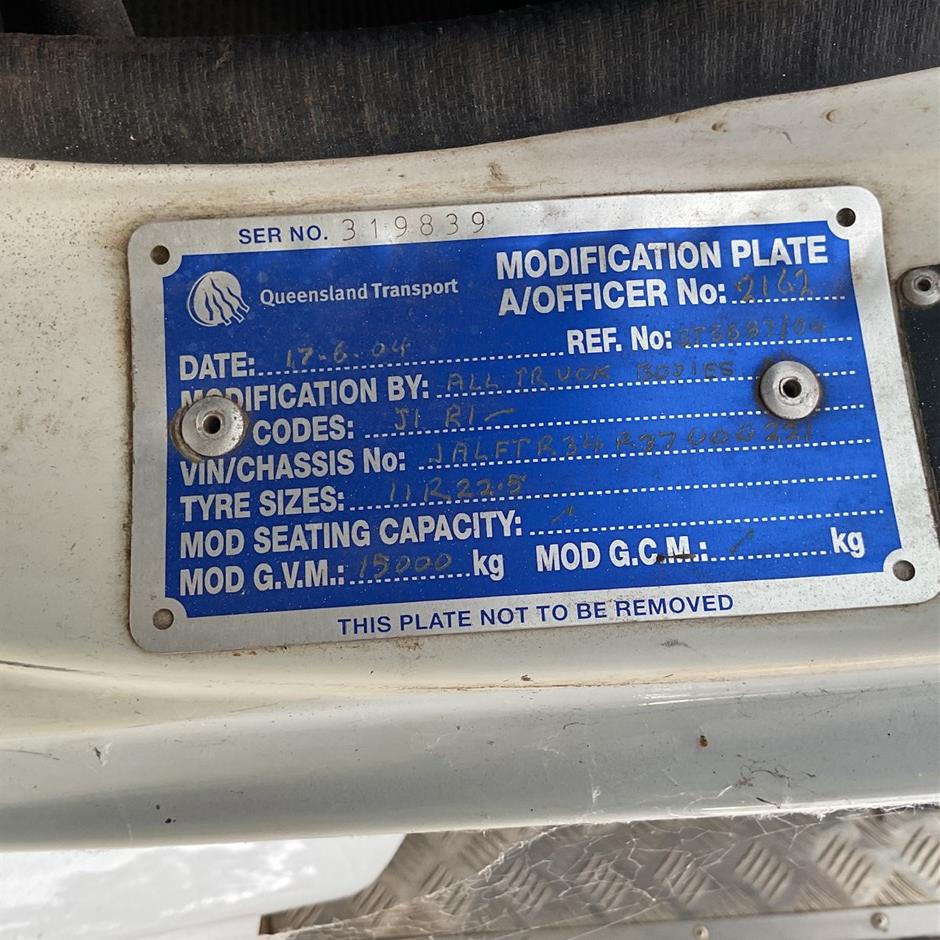 SER NO. 319839
Queensland Transport
MODIFICATION PLATE
A/OFFICER No: 2162
DATE: 17-6-04
REF. No:
MODIFICATION BY: ALL TRUCK BODIES
CODES: J1 R1
VIN/CHASSIS No:
TYRE SIZES: 11R22.5
MOD SEATING CAPACITY:
MOD G.V.M.: 15000 kg MOD G.C.M.: kg
THIS PLATE NOT TO BE REMOVED